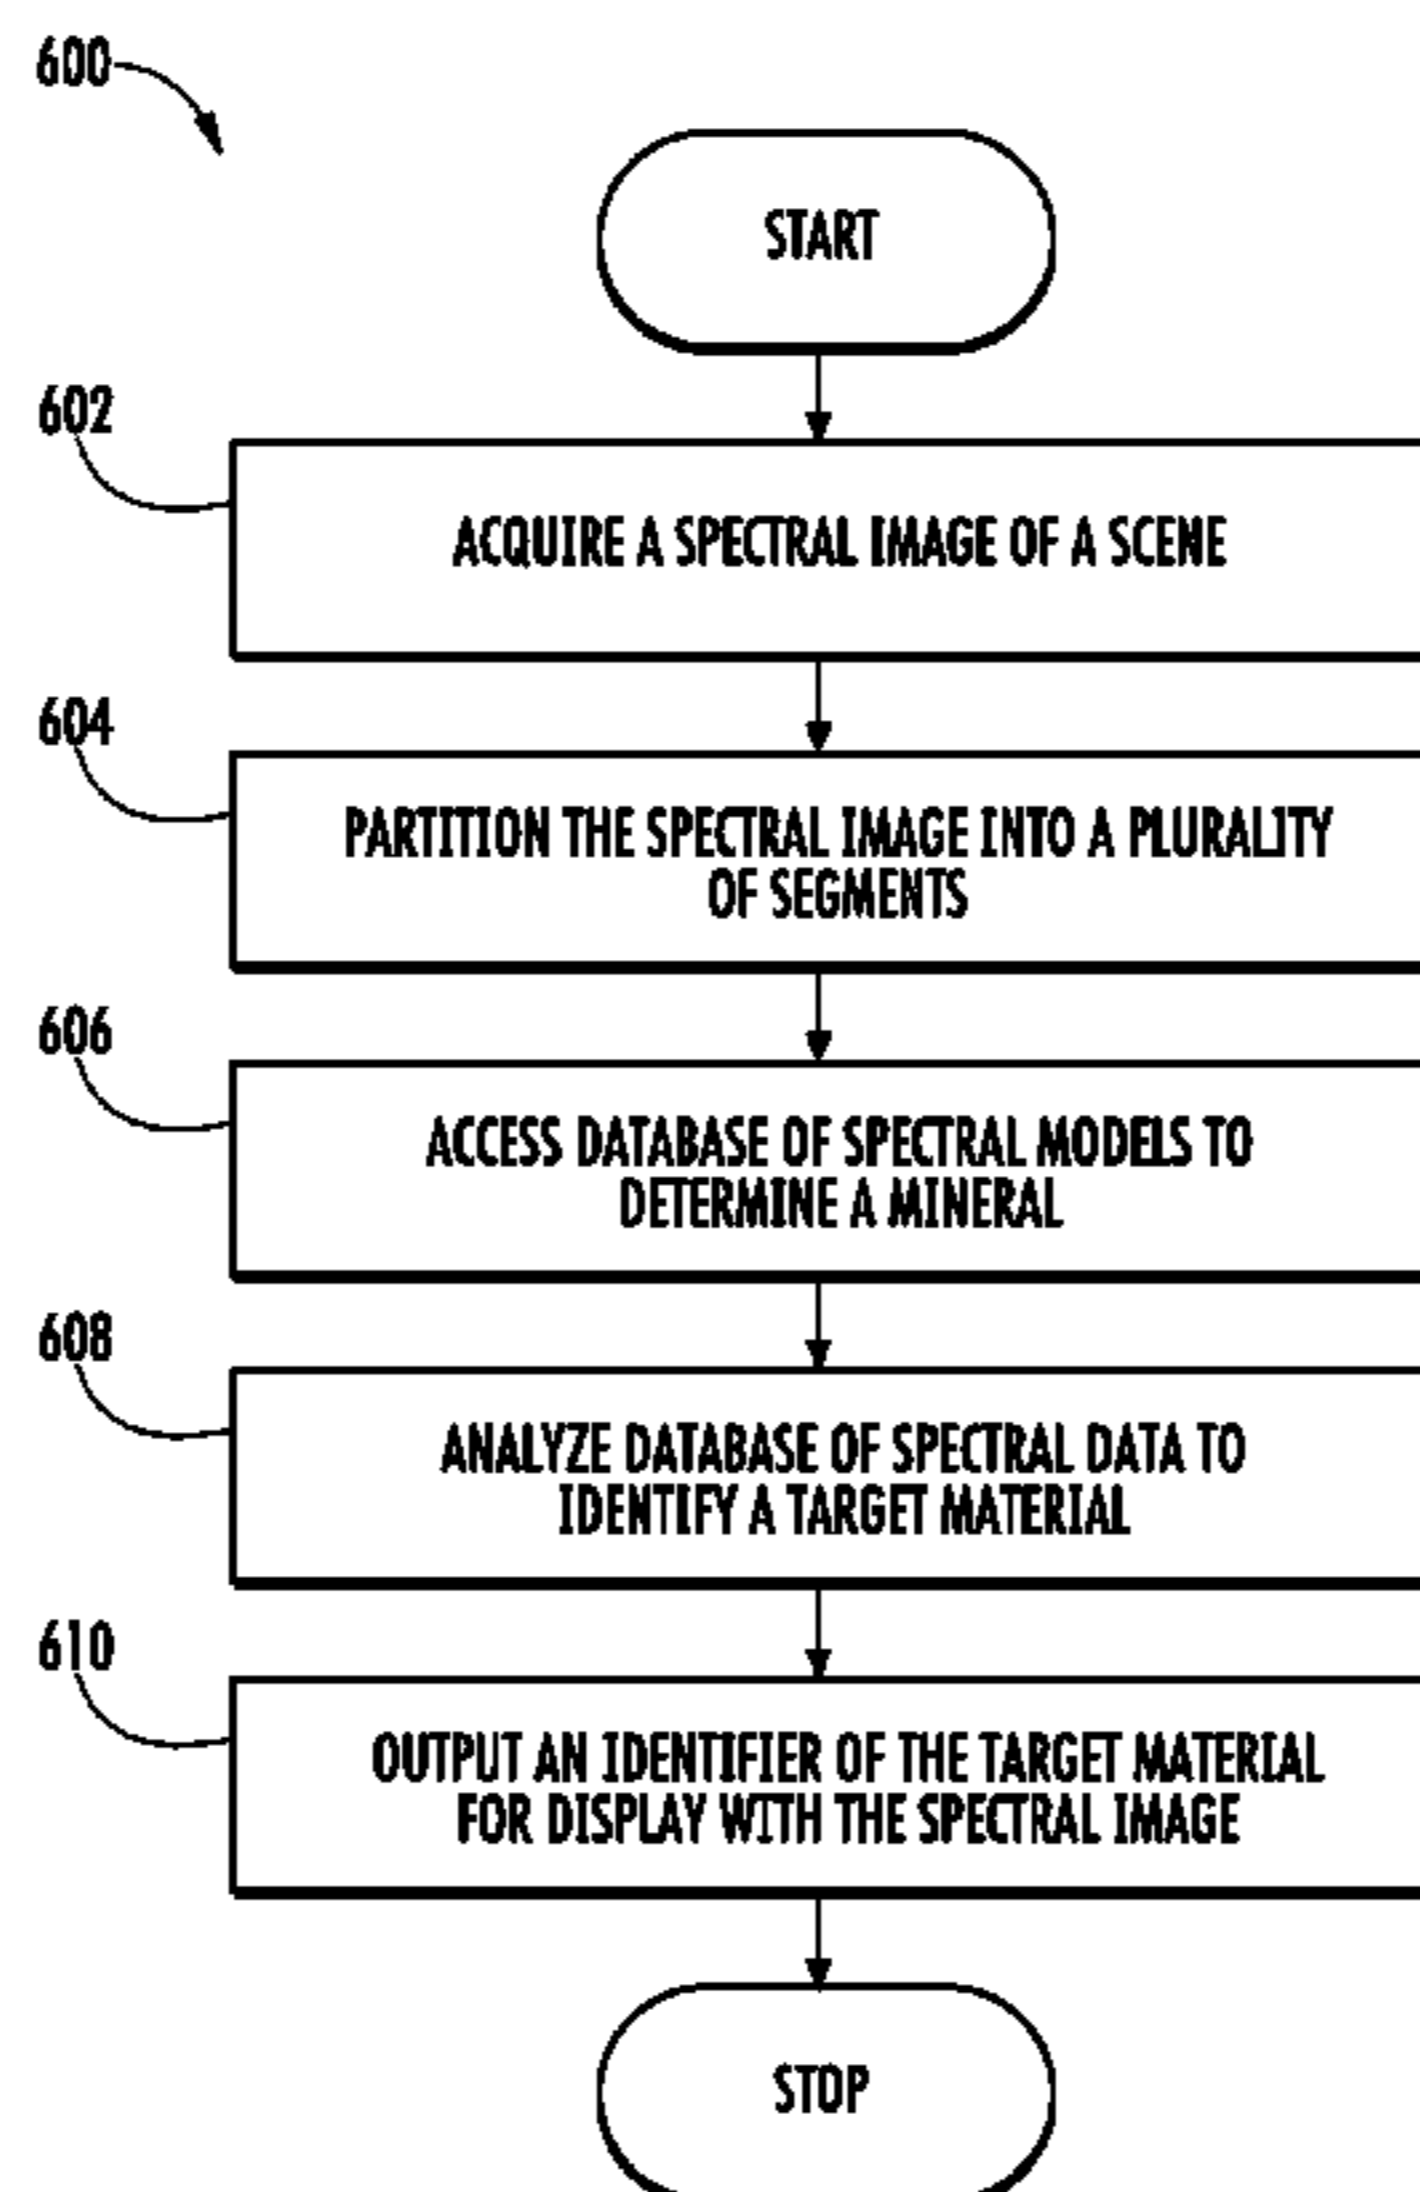 600
START
602
ACQUIRE A SPECTRAL IMAGE OF A SCENE
604
PARTITION THE SPECTRAL IMAGE INTO A PLURALITY
OF SEGMENTS
606
ACCESS DATABASE OF SPECTRAL MODELS TO
DETERMINE A MINERAL
608
ANALYZE DATABASE OF SPECTRAL DATA TO
IDENTIFY A TARGET MATERIAL
610
OUTPUT AN IDENTIFIER OF THE TARGET MATERIAL
FOR DISPLAY WITH THE SPECTRAL IMAGE
STOP